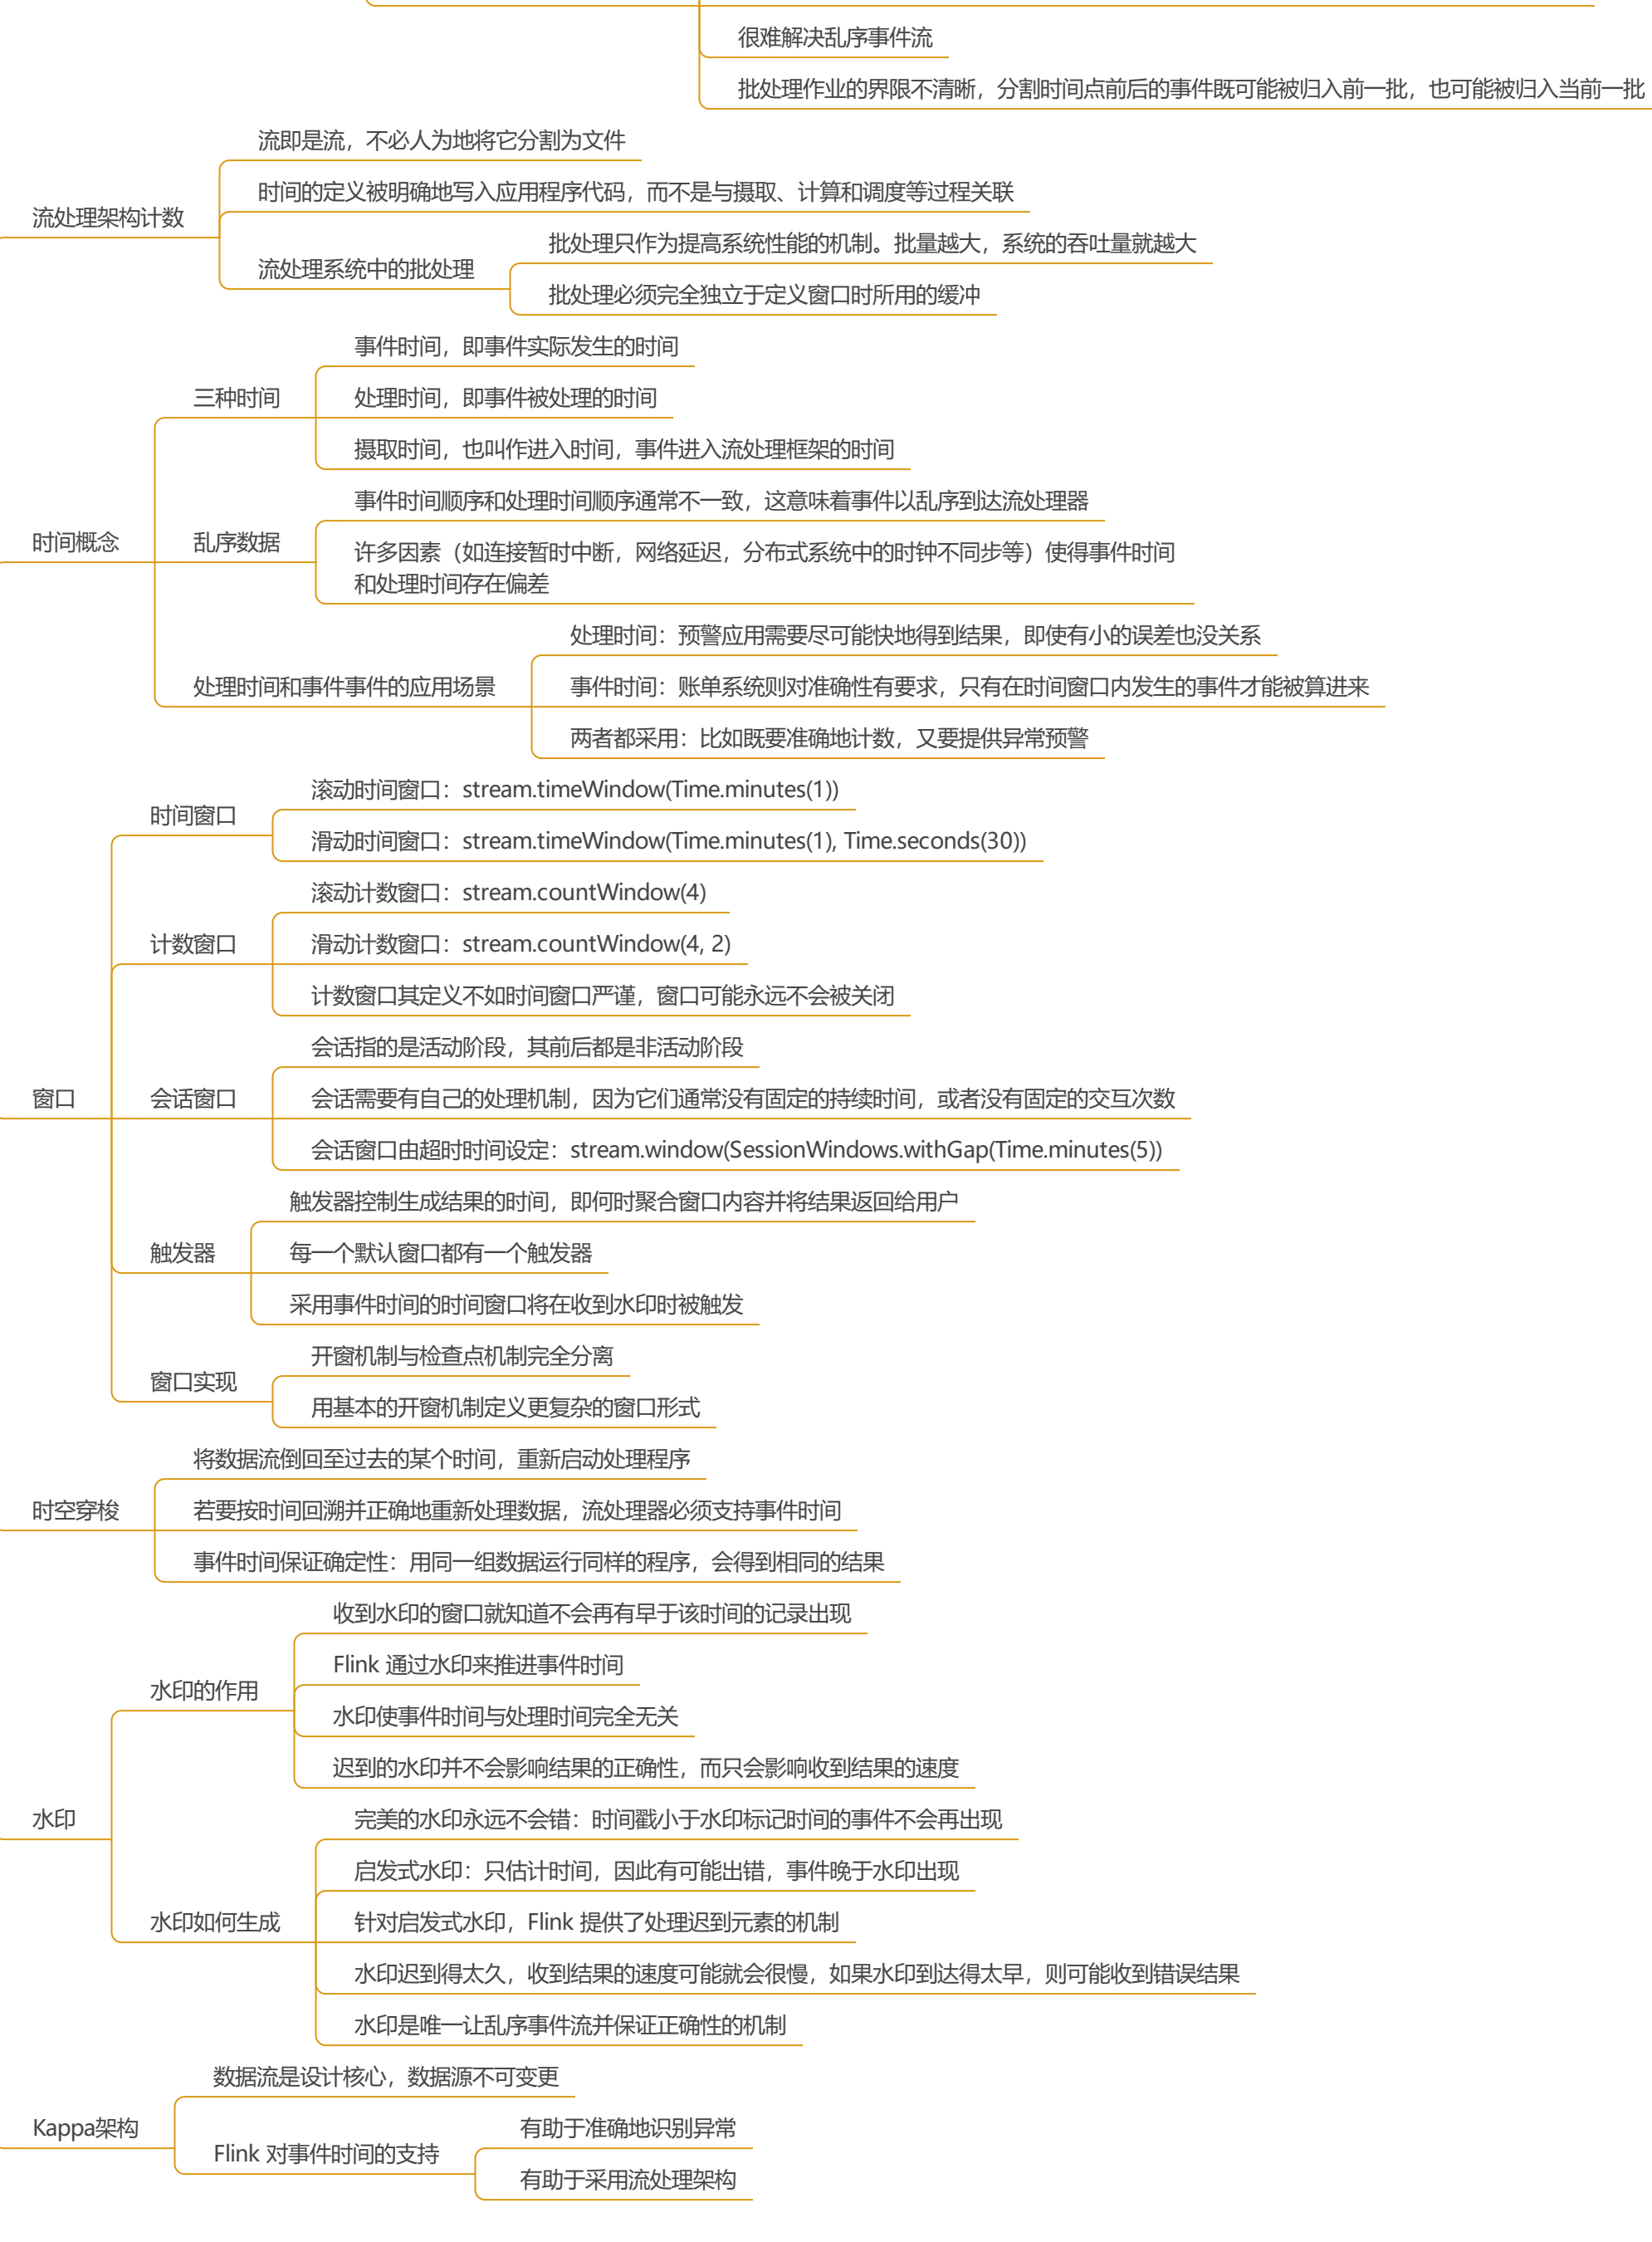 很难解决乱序事件流
批处理作业的界限不清晰，分割时间点前后的事件既可能被归入前一批，也可能被归入当前一批
流处理架构计数
流即是流，不必人为地将它分割为文件
时间的定义被明确地写入应用程序代码，而不是与摄取、计算和调度等过程关联
流处理系统中的批处理
批处理只作为提高系统性能的机制。批量越大，系统的吞吐量就越大
批处理必须完全独立于定义窗口时所用的缓冲
时间概念
三种时间
事件时间，即事件实际发生的时间
处理时间，即事件被处理的时间
摄取时间，也叫作进入时间，事件进入流处理框架的时间
乱序数据
事件时间顺序和处理时间顺序通常不一致，这意味着事件以乱序到达流处理器
许多因素（如连接暂时中断，网络延迟，分布式系统中的时钟不同步等）使得事件时间
和处理时间存在偏差
处理时间和事件事件的应用场景
处理时间：预警应用需要尽可能快地得到结果，即使有小的误差也没关系
事件时间：账单系统则对准确性有要求，只有在时间窗口内发生的事件才能被算进来
两者都采用：比如既要准确地计数，又要提供异常预警
窗口
时间窗口
滚动时间窗口：stream.timeWindow(Time.minutes(1))
滑动时间窗口：stream.timeWindow(Time.minutes(1), Time.seconds(30))
计数窗口
滚动计数窗口：stream.countWindow(4)
滑动计数窗口：stream.countWindow(4, 2)
计数窗口其定义不如时间窗口严谨，窗口可能永远不会被关闭
会话窗口
会话指的是活动阶段，其前后都是非活动阶段
会话需要有自己的处理机制，因为它们通常没有固定的持续时间，或者没有固定的交互次数
会话窗口由超时时间设定：stream.window(SessionWindows.withGap(Time.minutes(5))
触发器
触发器控制生成结果的时间，即何时聚合窗口内容并将结果返回给用户
每一个默认窗口都有一个触发器
采用事件时间的时间窗口将在收到水印时被触发
窗口实现
开窗机制与检查点机制完全分离
用基本的开窗机制定义更复杂的窗口形式
时空穿梭
将数据流倒回至过去的某个时间，重新启动处理程序
若要按时间回溯并正确地重新处理数据，流处理器必须支持事件时间
事件时间保证确定性：用同一组数据运行同样的程序，会得到相同的结果
水印
水印的作用
收到水印的窗口就知道不会再有早于该时间的记录出现
Flink 通过水印来推进事件时间
水印使事件时间与处理时间完全无关
迟到的水印并不会影响结果的正确性，而只会影响收到结果的速度
水印如何生成
完美的水印永远不会错：时间戳小于水印标记时间的事件不会再出现
启发式水印：只估计时间，因此有可能出错，事件晚于水印出现
针对启发式水印，Flink 提供了处理迟到元素的机制
水印迟到得太久，收到结果的速度可能就会很慢，如果水印到达得太早，则可能收到错误结果
水印是唯一让乱序事件流并保证正确性的机制
Kappa架构
数据流是设计核心，数据源不可变更
Flink 对事件时间的支持
有助于准确地识别异常
有助于采用流处理架构